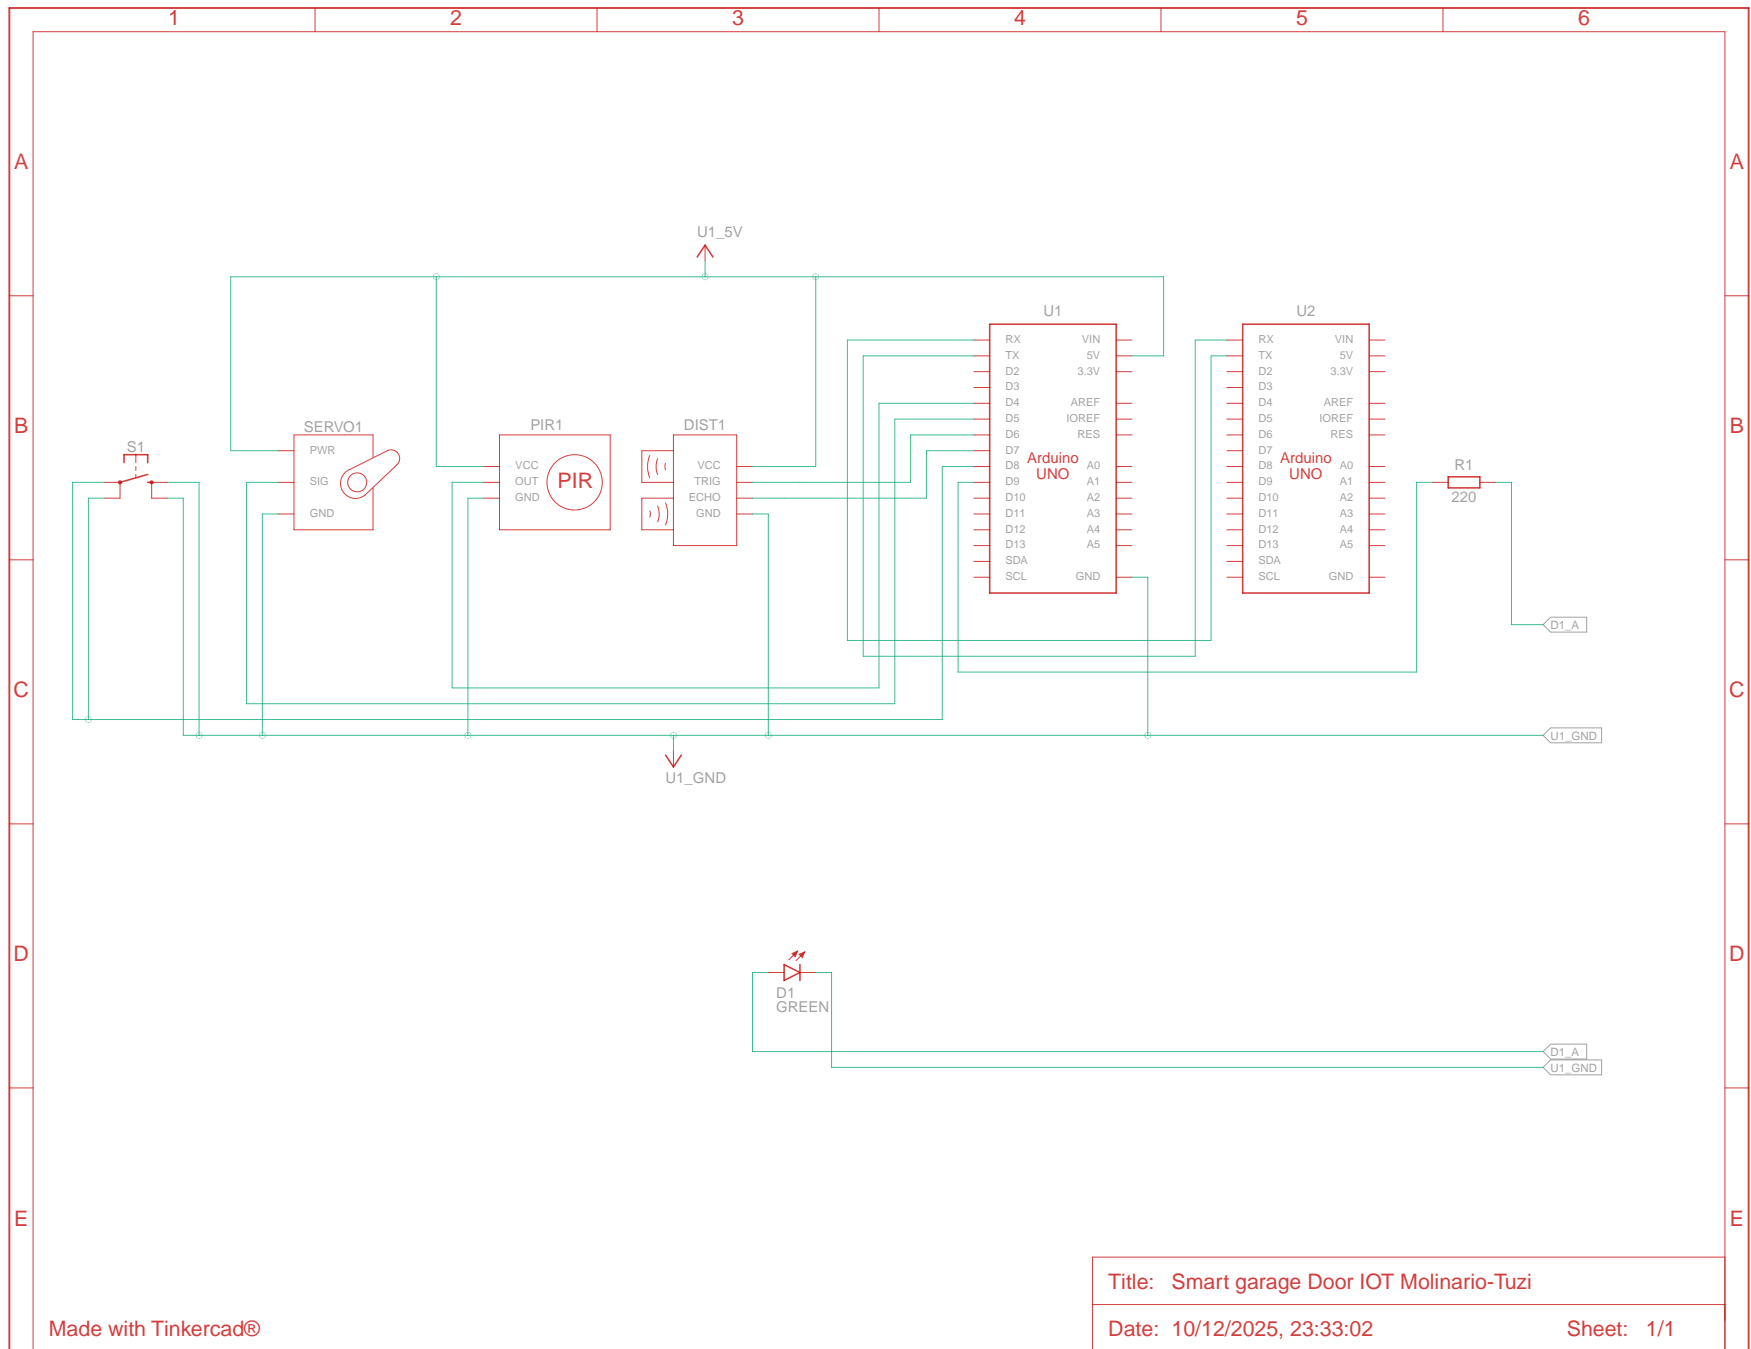 1 2 3 4 5 6
A A
U1_5V
U1 U2
RX VIN RX VIN
TX 5V TX 5V
D2 3.3V D2 3.3V
D3 D3
D4 AREF D4 AREF
D5 IOREF D5 IOREF
B SERVO1 PIR1 DIST1 D6 RES D6 RES B
S1 PWR D7 D7
Arduino Arduino
UNO UNO
VCC VCC D8 A0 D8 A0 R1
SIG OUT PIR TRIG D9 A1 D9 A1
GND ECHO D10 A2 D10 A2 220
GND GND D11 A3 D11 A3
D12 A4 D12 A4
D13 A5 D13 A5
SDA SDA
SCL GND SCL GND
D1_A
C C
U1_GND
U1_GND
D D
D1
GREEN
D1_A
U1_GND
E E
Title: Smart garage Door IOT Molinario-Tuzi
Made with Tinkercad® Date: 10/12/2025, 23:33:02 Sheet: 1/1